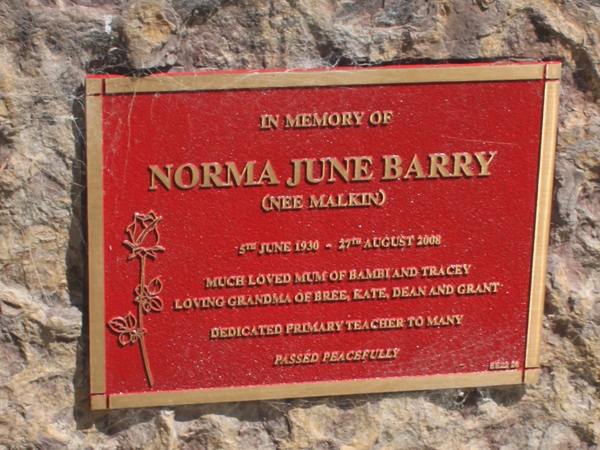 IN MEMORY OF
NORMA JUNE BARRY
(NEE MALKIN)
5TH JUNE 1930 - 27TH AUGUST 2008
MUCH LOVED MUM OF BAMBI AND TRACEY
LOVING GRANDMA OF BREE, KATE, DEAN AND GRANT
DEDICATED PRIMARY TEACHER TO MANY
PASSED PEACEFULLY